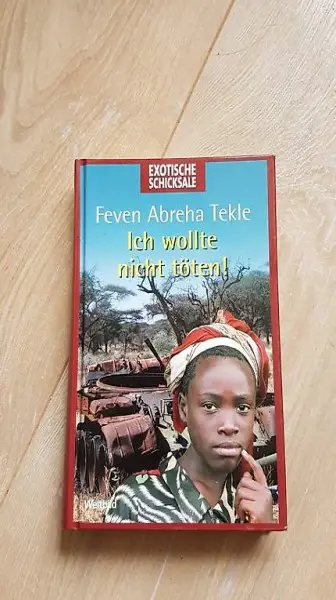 EXOTISCHE
SCHICKSALE
Feven Abreha Tekle
Ich wollte
nicht töten!
Weltbild